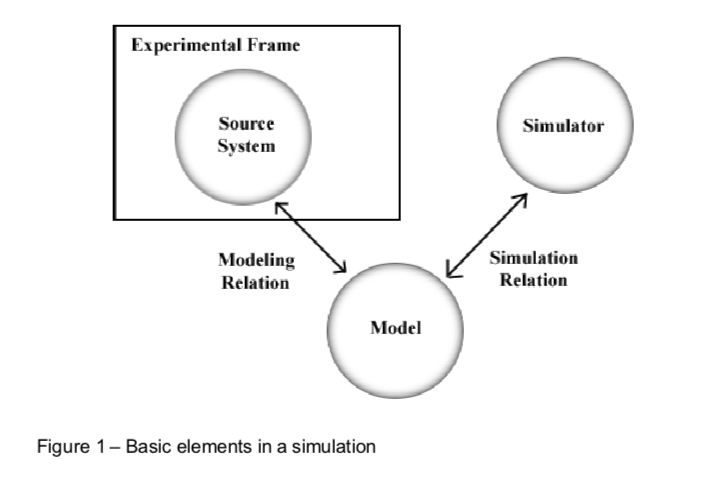 Experimental Frame
Source
System
Simulator
Modeling
Relation
Simulation
Relation
Model
Figure 1 – Basic elements in a simulation